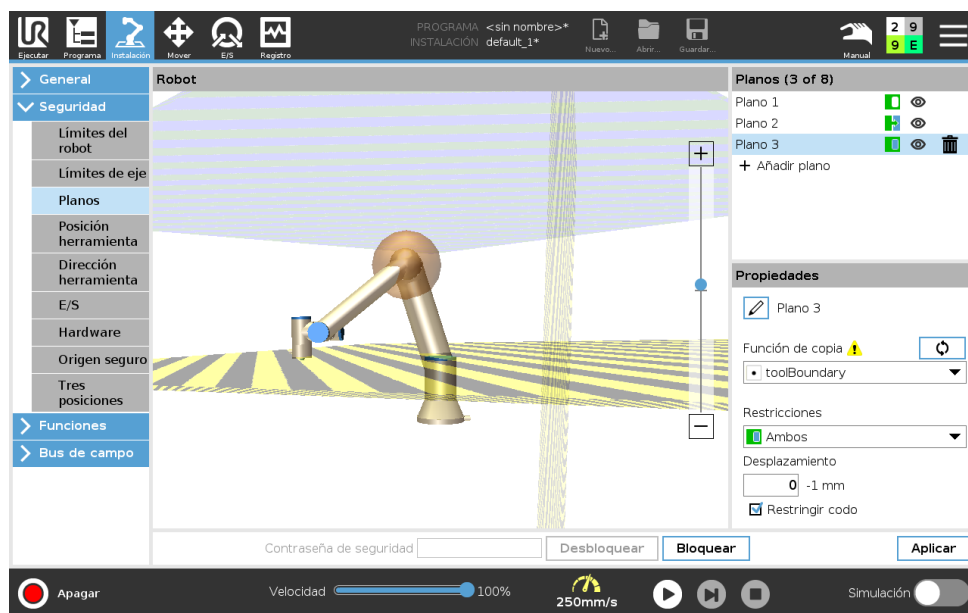 PROGRAMA <sin nombre>*
INSTALACIÓN default_1*
Ejecutar
Programa
Instalación
Mover
E/S
Registro
Nuevo...
Abrir...
Guardar...
Manual
2 9
9 E
General
Seguridad
Límites del
robot
Límites de eje
Planos
Posición
herramienta
Dirección
herramienta
E/S
Hardware
Origen seguro
Tres
posiciones
Funciones
Bus de campo
Robot
Planos (3 of 8)
Plano 1
Plano 2
Plano 3
+ Añadir plano
Propiedades
Plano 3
Función de copia
toolBoundary
Restricciones
Ambos
Desplazamiento
0 -1 mm
Restringir codo
Contraseña de seguridad
Desbloquear
Bloquear
Aplicar
Apagar
Velocidad
100%
250mm/s
Simulación